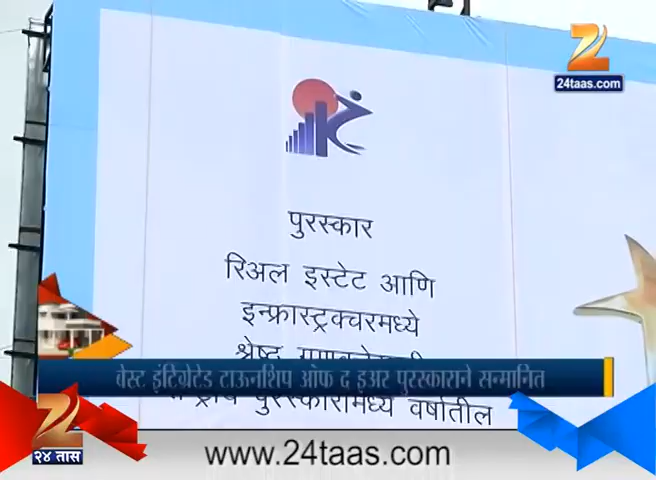 24taas.com
पुरस्कार
रिअल इस्टेट आणि
इन्फ्रास्ट्रक्चरमध्ये
श्रेष्ठ
बेस्ट इंटिग्रेटेड टाऊनशिप ऑफ द इअर पुरस्काराने सन्मानित
पुरस्कारांमध्ये वर्षातील
२४ तास
www.24taas.com